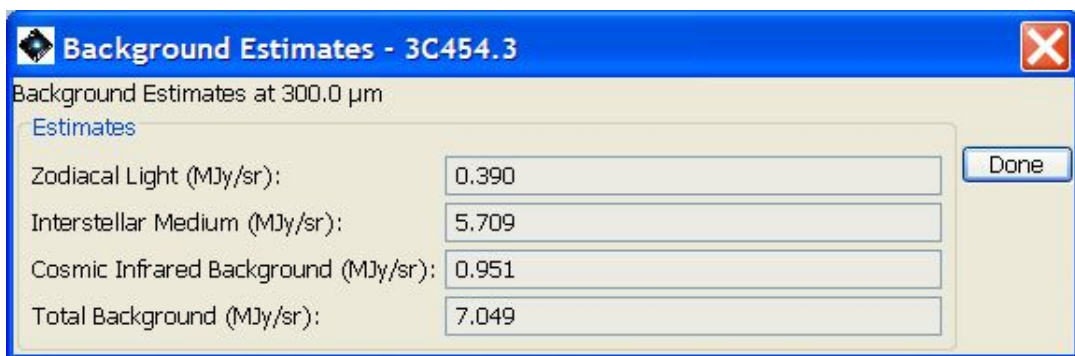 Background Estimates - 3C454.3
Background Estimates at 300.0 µm
Estimates
Zodiacal Light (MJy/sr): 0.390
Done
Interstellar Medium (MJy/sr): 5.709
Cosmic Infrared Background (MJy/sr): 0.951
Total Background (MJy/sr): 7.049